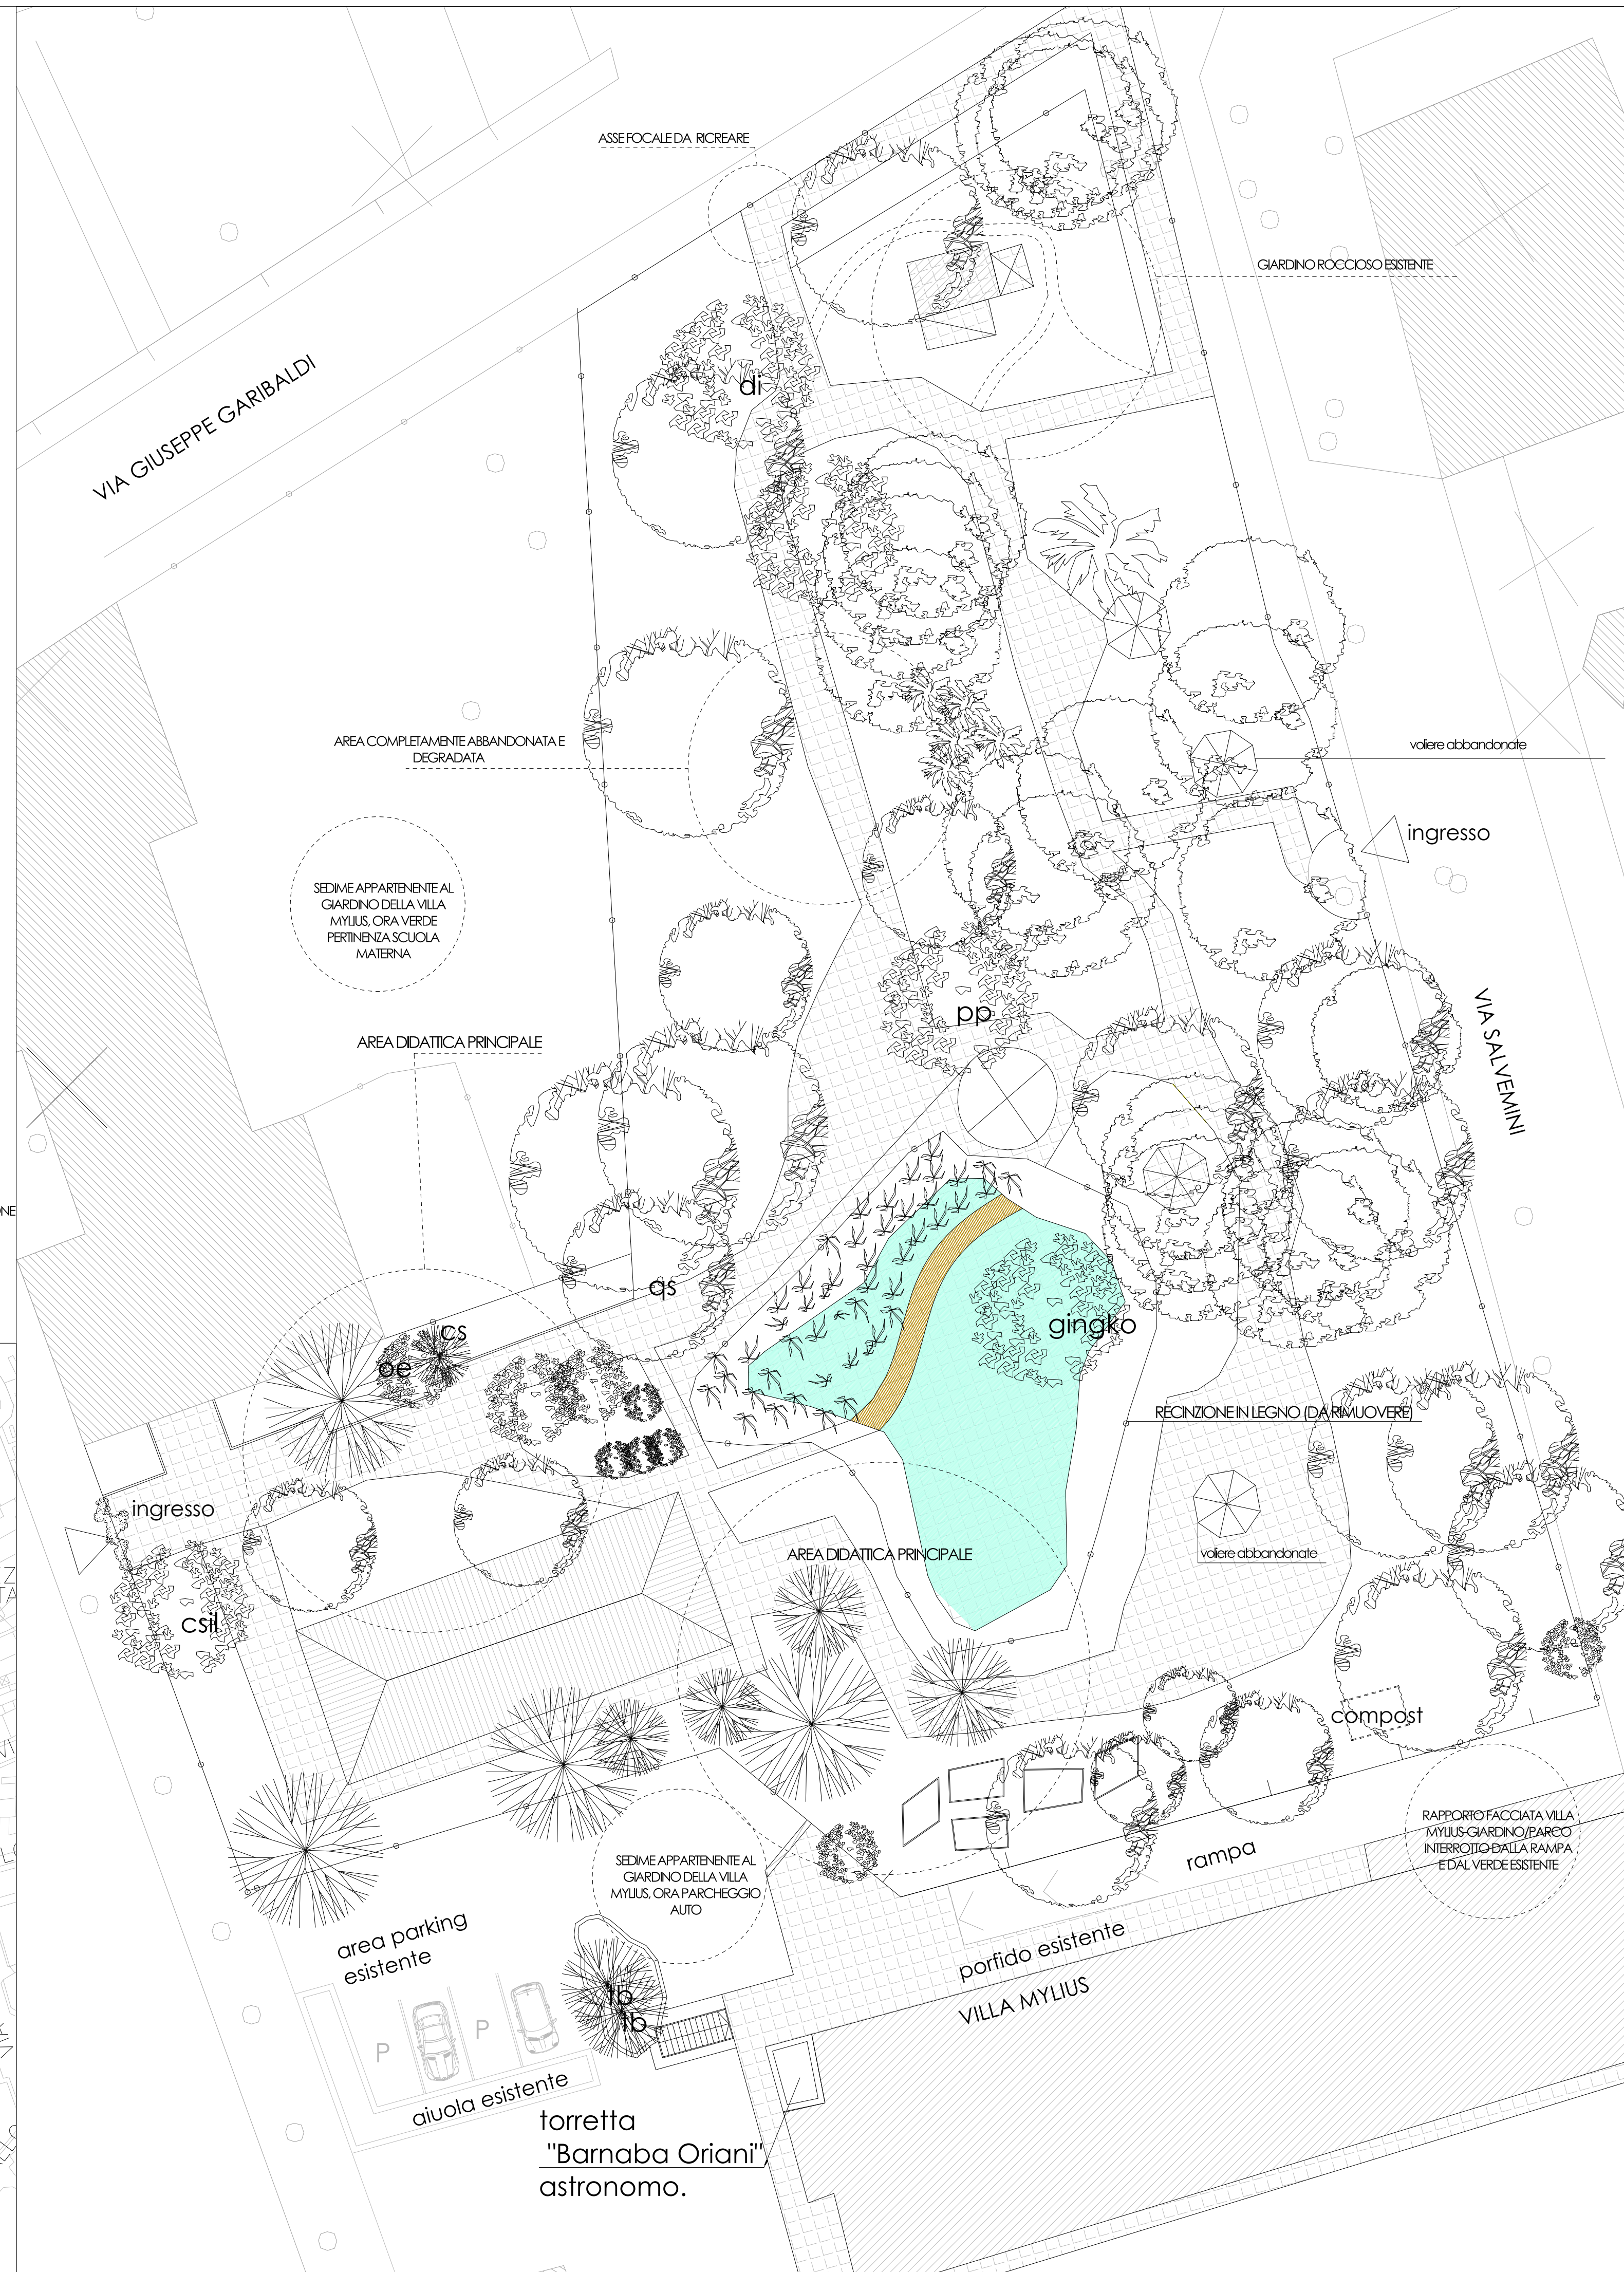 ASSE FOCALE DA RICREARE
GIARDINO ROCCIOSO ESISTENTE
VIA GIUSEPPE GARIBALDI
di
AREA COMPLETAMENTE ABBANDONATA E
DEGRADATA
voliere abbandonate
ingresso
SEDIME APPARTENENTE AL
GIARDINO DELLA VILLA
MYLIUS, ORA VERDE
PERTINENZA SCUOLA
MATERNA
pp
VIA SALVEMINI
AREA DIDATTICA PRINCIPALE
qs
gingko
cs
oe
RECINZIONE IN LEGNO (DA RIMUOVERE)
ingresso
AREA DIDATTICA PRINCIPALE
voliere abbandonate
csil
compost
RAPPORTO FACCIATA VILLA
MYLIUS-GIARDINO/PARCO
INTERROTTO DALLA RAMPA
E DAL VERDE ESISTENTE
rampa
SEDIME APPARTENENTE AL
GIARDINO DELLA VILLA
MYLIUS, ORA PARCHEGGIO
AUTO
area parking
esistente
porfido esistente
VILLA MYLIUS
tb
tb
P
P
aiuola esistente
torretta
"Barnaba Oriani",
astronomo.